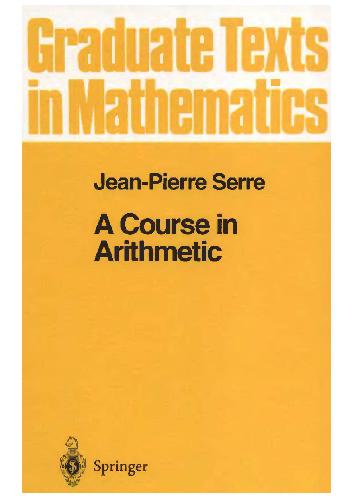 Graduate Texts
in Mathematics
Jean-Pierre Serre
A Course in
Arithmetic
Springer